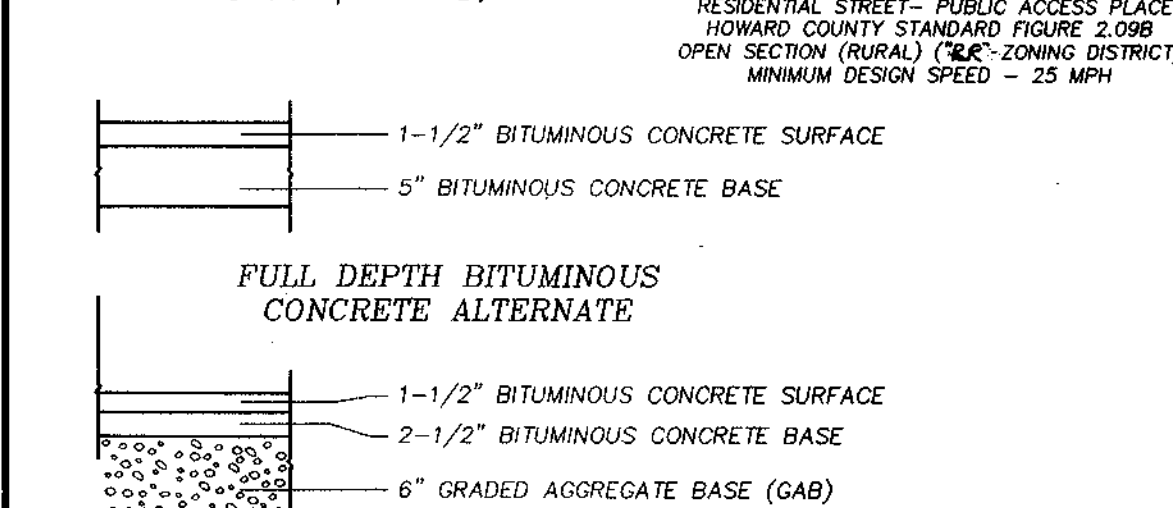 RESIDENTIAL STREET- PUBLIC ACCESS PLACE
HOWARD COUNTY STANDARD FIGURE 2.09B
OPEN SECTION (RURAL) ("RR"-ZONING DISTRICT)
MINIMUM DESIGN SPEED - 25 MPH
1-1/2" BITUMINOUS CONCRETE SURFACE
5" BITUMINOUS CONCRETE BASE
FULL DEPTH BITUMINOUS
CONCRETE ALTERNATE
1-1/2" BITUMINOUS CONCRETE SURFACE
2-1/2" BITUMINOUS CONCRETE BASE
6" GRADED AGGREGATE BASE (GAB)